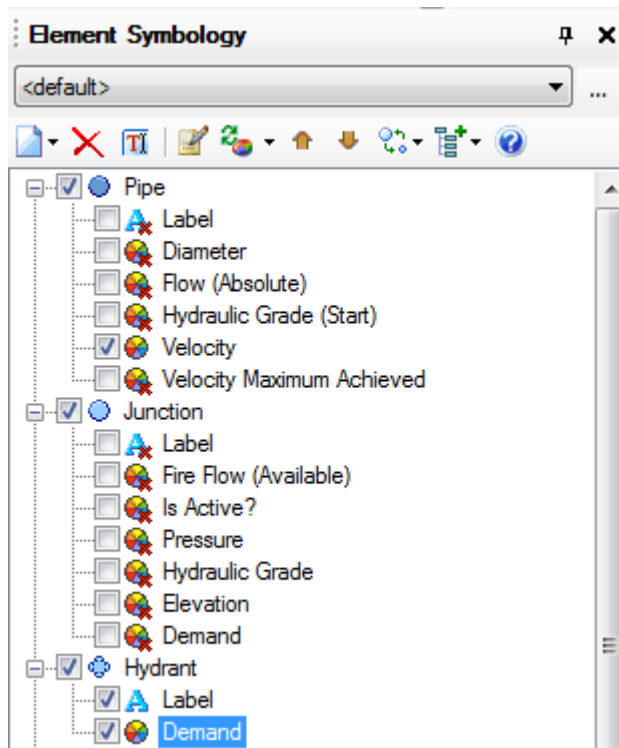 Element Symbology
<default>
...
Pipe
Label
Diameter
Flow (Absolute)
Hydraulic Grade (Start)
Velocity
Velocity Maximum Achieved
Junction
Label
Fire Flow (Available)
Is Active?
Pressure
Hydraulic Grade
Elevation
Demand
Hydrant
Label
Demand